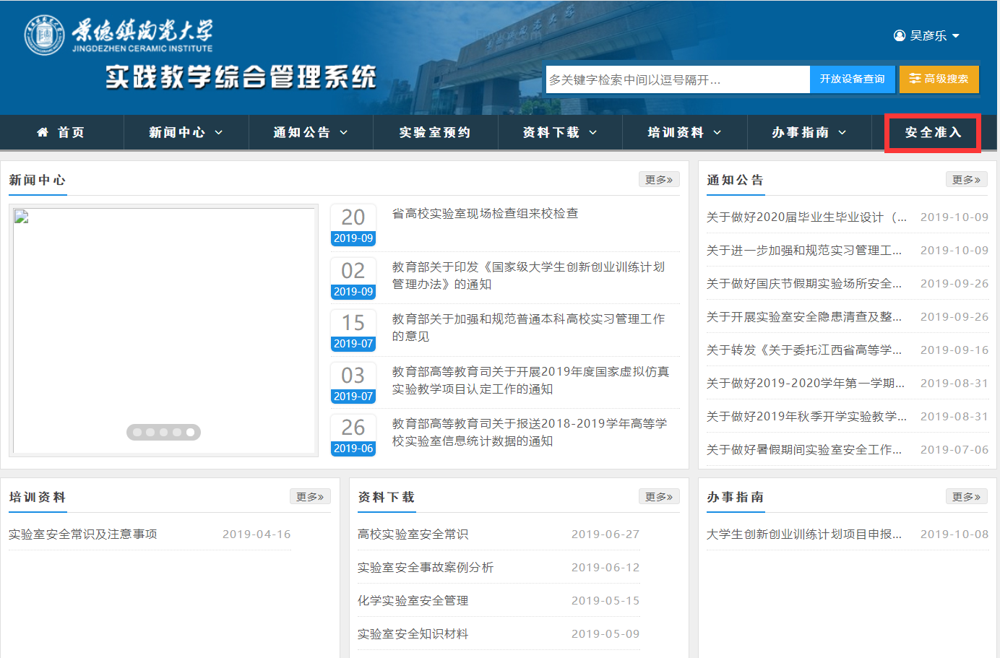 景德鎮陶瓷大学
JINGDEZHEN CERAMIC INSTITUTE
实践教学综合管理系统
吴彦乐
多关键字检索中间以逗号隔开...
开放设备查询
高级搜索
首页
新闻中心
通知公告
实验室预约
资料下载
培训资料
办事指南
安全准入
新闻中心
更多»
20
2019-09
省高校实验室现场检查组来校检查
02
2019-09
教育部关于印发《国家级大学生创新创业训练计划
管理办法》的通知
15
2019-07
教育部关于加强和规范普通本科高校实习管理工作
的意见
03
2019-07
教育部高等教育司关于开展2019年度国家虚拟仿真
实验教学项目认定工作的通知
26
2019-06
教育部高等教育司关于报送2018-2019学年高等学
校实验室信息统计数据的通知
通知公告
更多»
关于做好2020届毕业生毕业设计（... 2019-10-09
关于进一步加强和规范实习管理工... 2019-10-09
关于做好国庆节假期实验场所安全... 2019-09-26
关于开展实验室安全隐患清查及整... 2019-09-26
关于转发《关于委托江西省高等学... 2019-09-16
关于做好2019-2020学年第一学期... 2019-08-31
关于做好2019年秋季开学实验教学... 2019-08-31
关于做好暑假期间实验室安全工作... 2019-07-06
培训资料
更多»
实验室安全常识及注意事项 2019-04-16
资料下载
更多»
高校实验室安全常识 2019-06-27
实验室安全事故案例分析 2019-06-12
化学实验室安全管理 2019-05-15
实验室安全知识材料 2019-05-09
办事指南
更多»
大学生创新创业训练计划项目申报... 2019-10-08